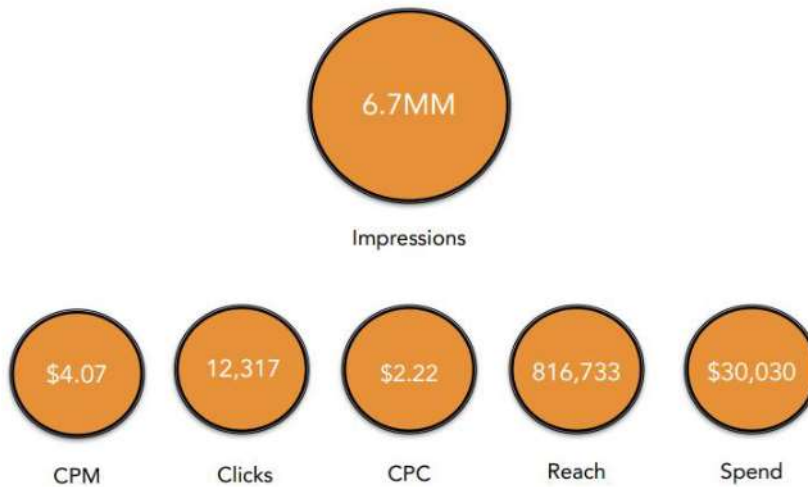 6.7MM
Impressions
$4.07
12,317
$2.22
816,733
$30,030
CPM
Clicks
CPC
Reach
Spend